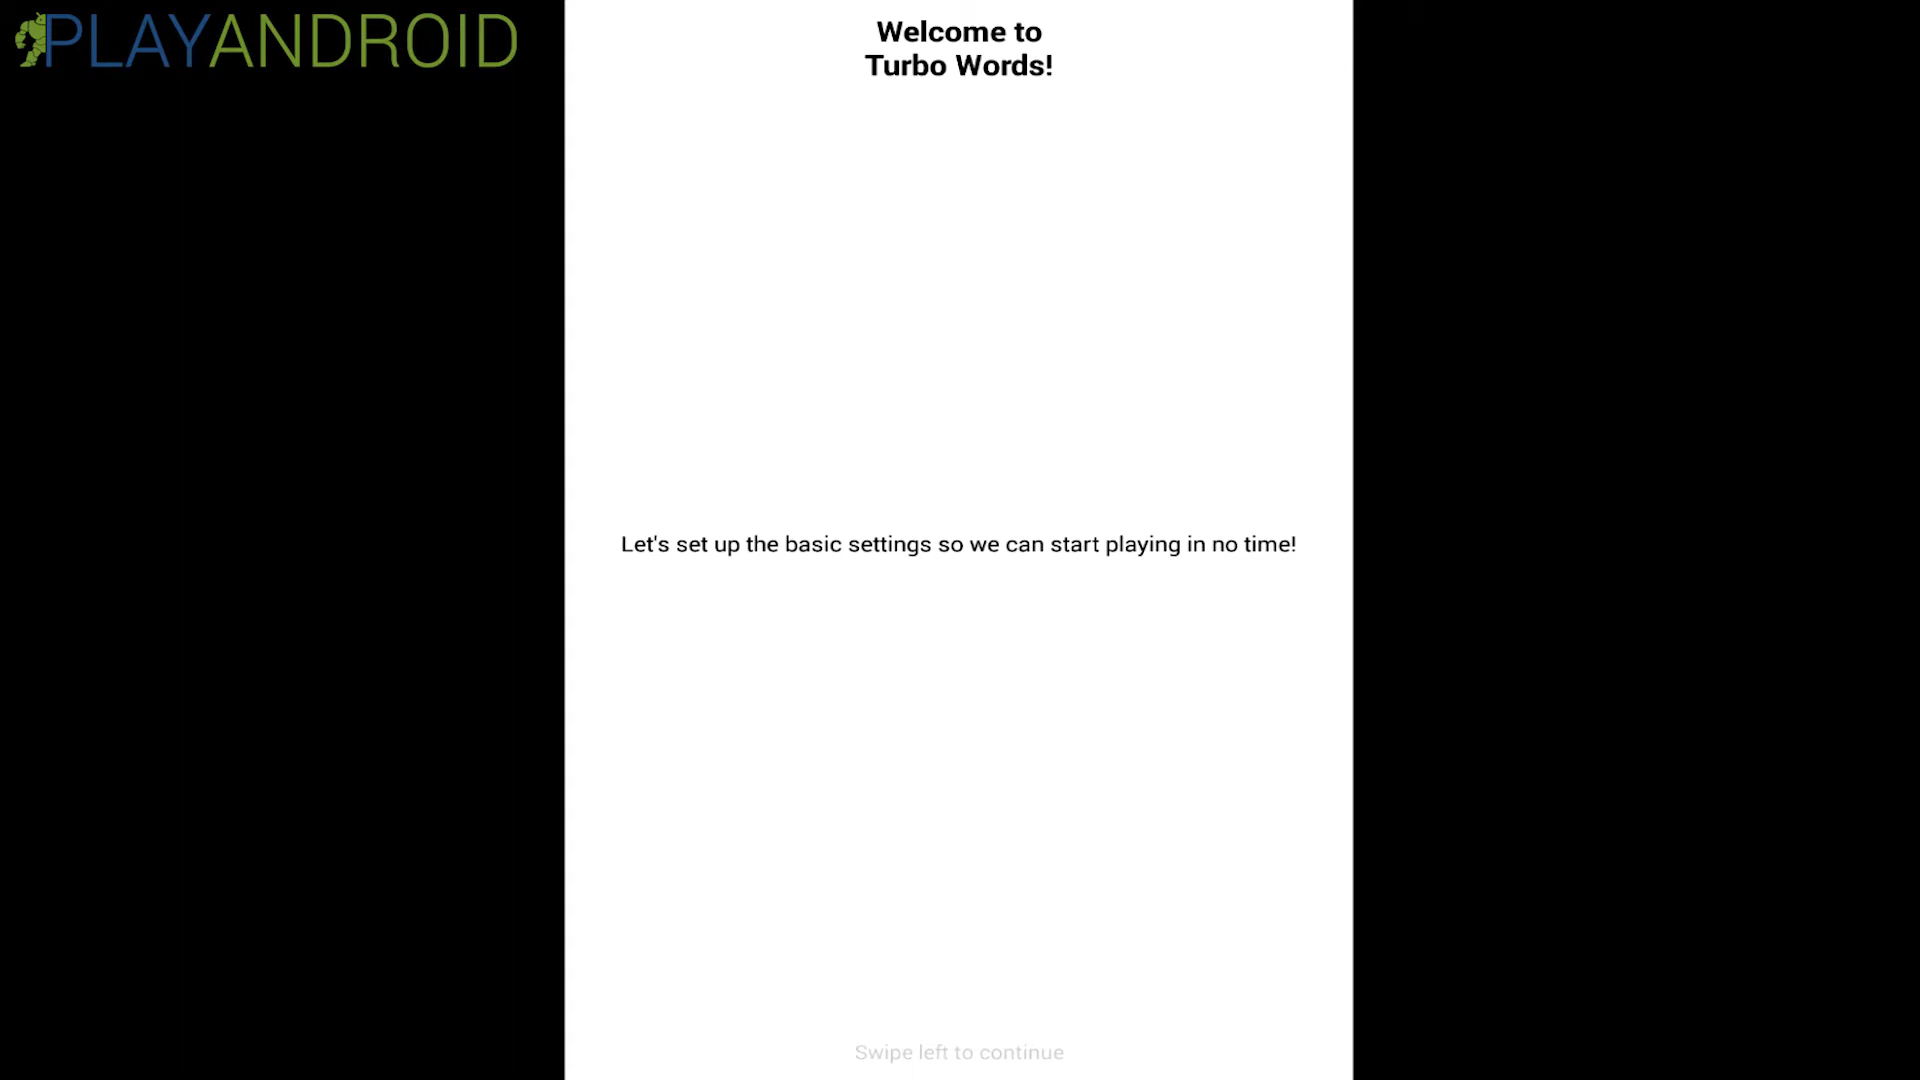 PLAYANDROID
Welcome to
Turbo Words!
Let's set up the basic settings so we can start playing in no time!
Swipe left to continue